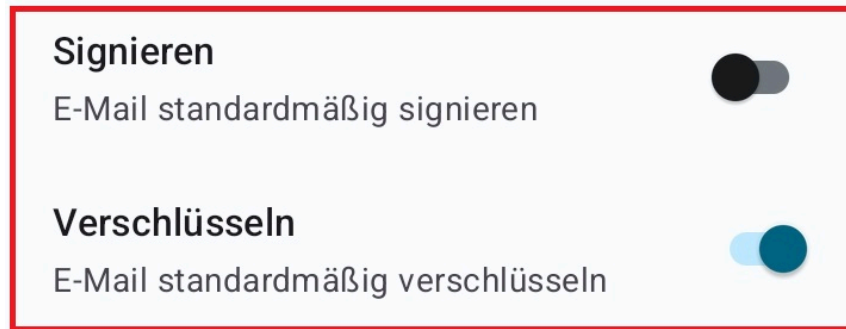 Signieren
E-Mail standardmäßig signieren
Verschlüsseln
E-Mail standardmäßig verschlüsseln